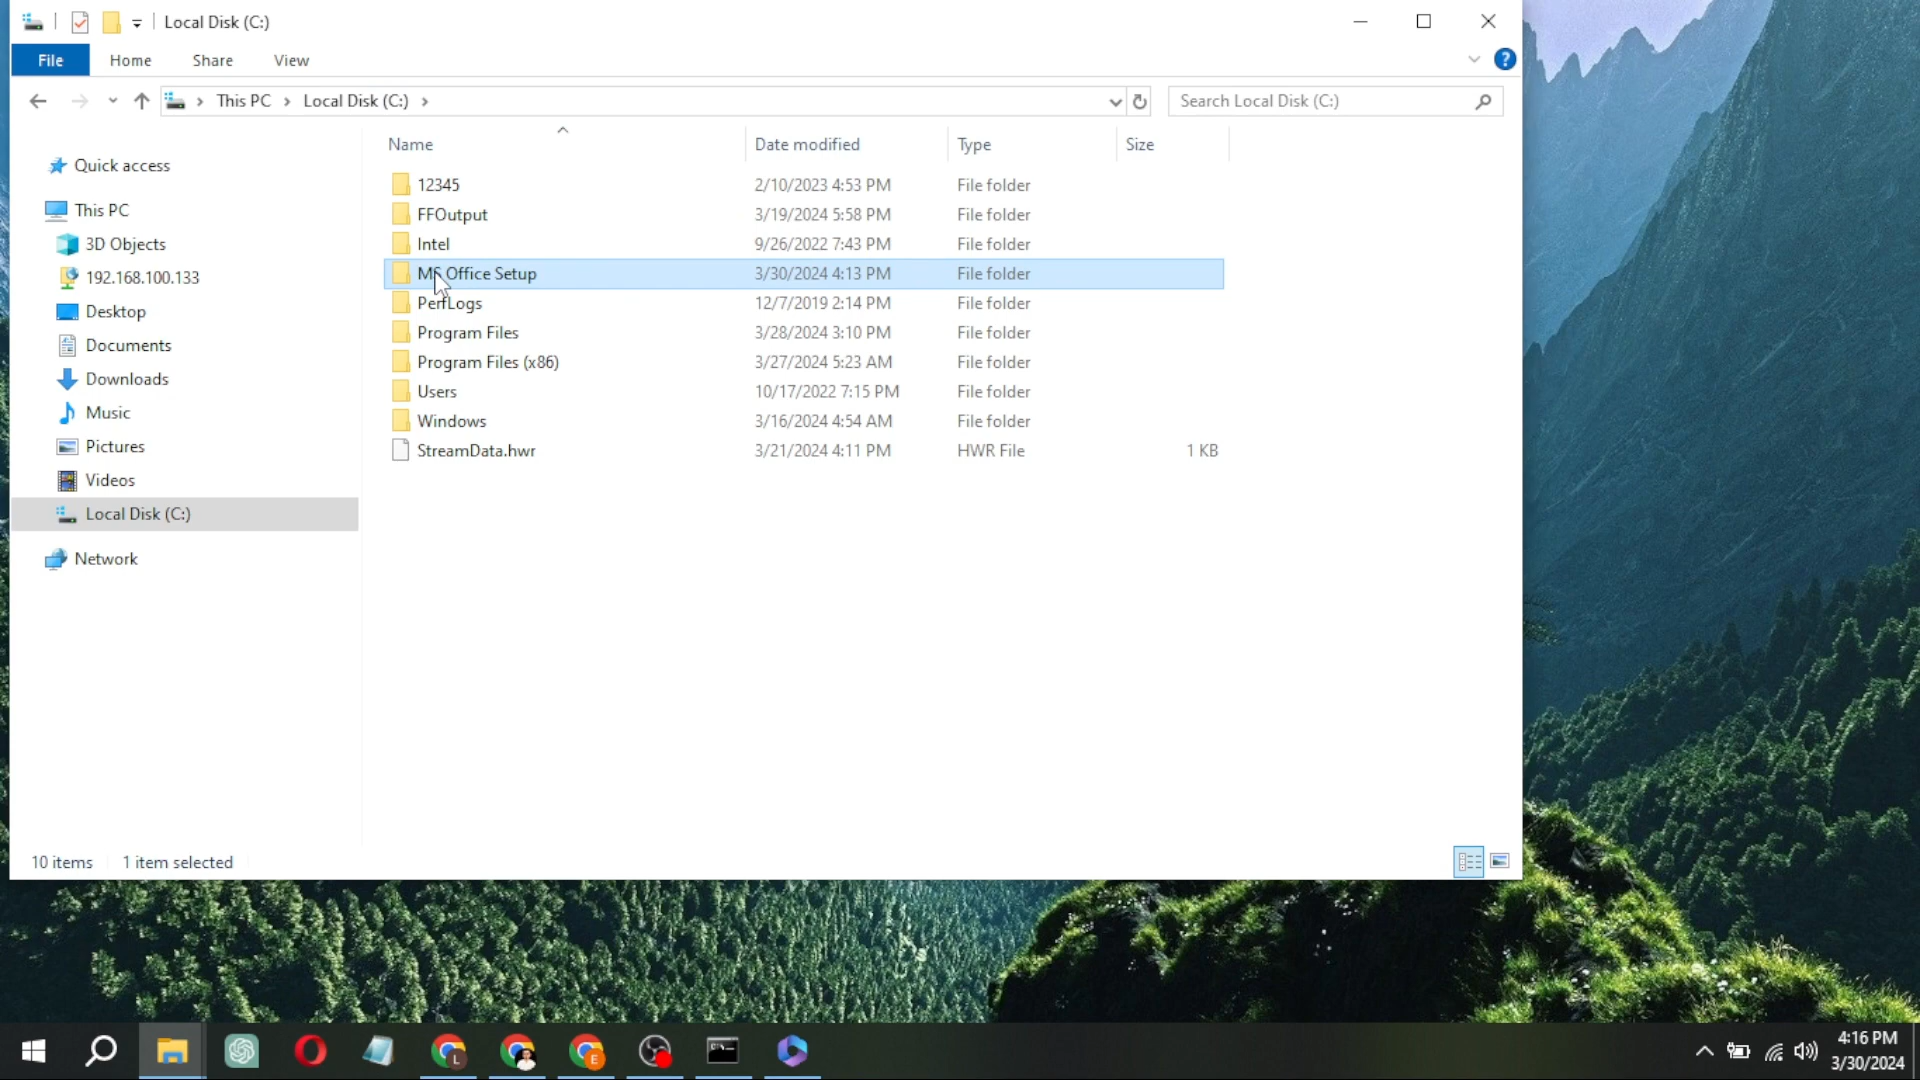 Local Disk (C:)
File Home Share View
This PC Local Disk (C:)
Search Local Disk (C:)
Name Date modified Type Size
Quick access
This PC
3D Objects
192.168.100.133
Desktop
Documents
Downloads
Music
Pictures
Videos
Local Disk (C:)
Network
12345 2/10/2023 4:53 PM File folder
FFOutput 3/19/2024 5:58 PM File folder
Intel 9/26/2022 7:43 PM File folder
MS Office Setup 3/30/2024 4:13 PM File folder
PerfLogs 12/7/2019 2:14 PM File folder
Program Files 3/28/2024 3:10 PM File folder
Program Files (x86) 3/27/2024 5:23 AM File folder
Users 10/17/2022 7:15 PM File folder
Windows 3/16/2024 4:54 AM File folder
StreamData.hwr 3/21/2024 4:11 PM HWR File 1 KB
10 items 1 item selected
L
E
4:16 PM
3/30/2024